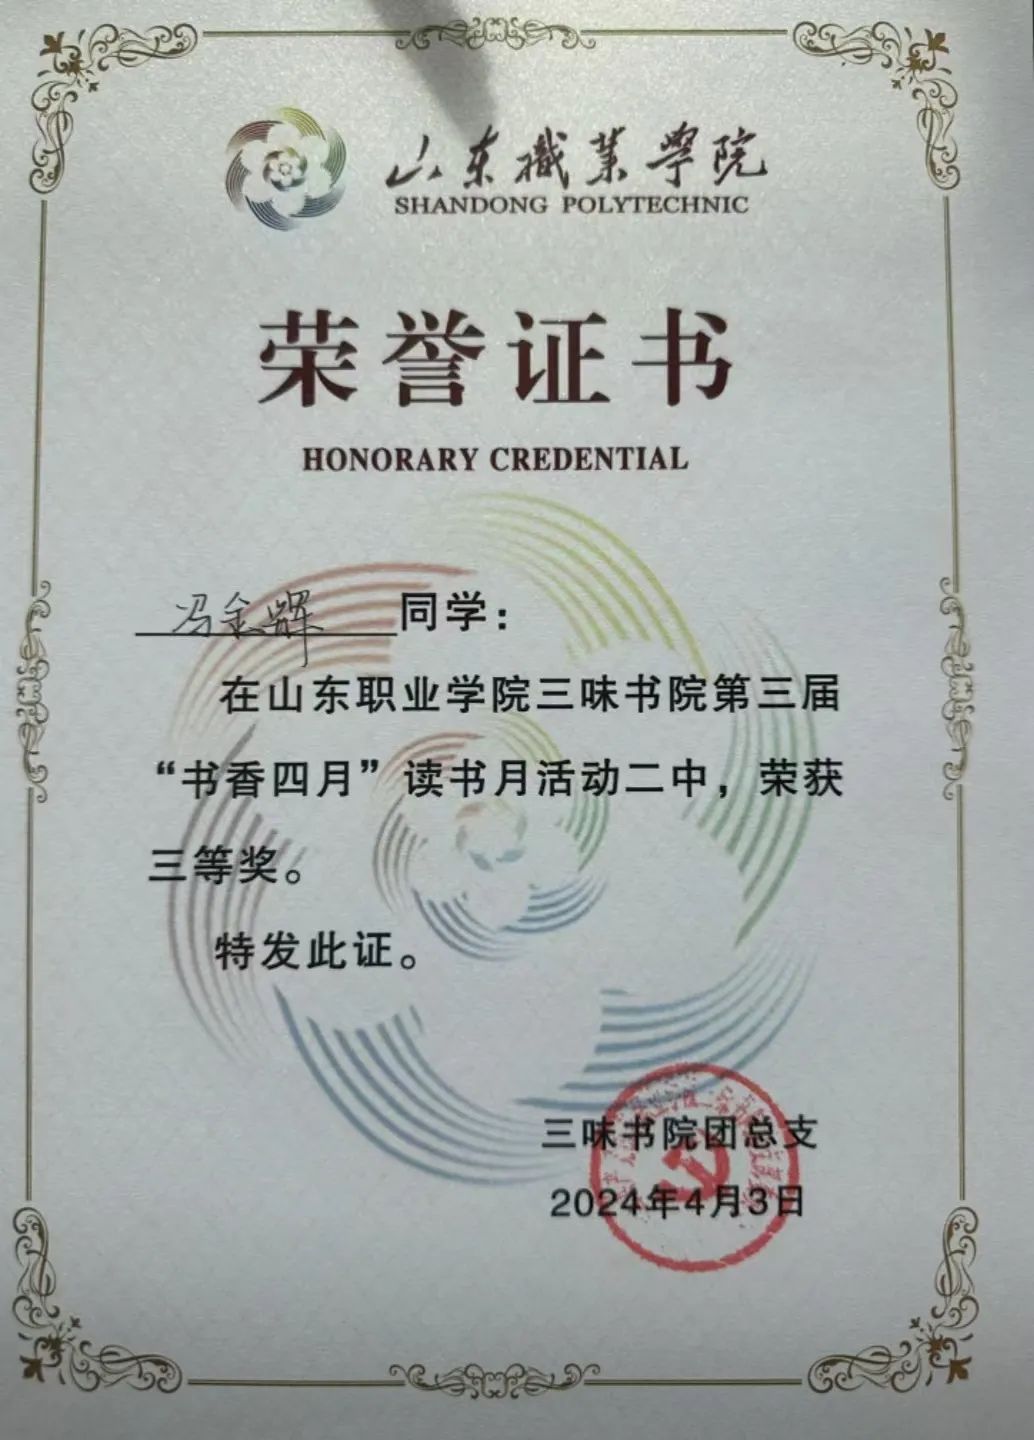 山东職業學院
SHANDONG POLYTECHNIC
荣誉证书
HONORARY CREDENTIAL
冯金辉同学：
在山东职业学院三味书院第三届
“书香四月”读书月活动二中，荣获
三等奖。
特发此证。
三味书院团总支
2024年4月3日